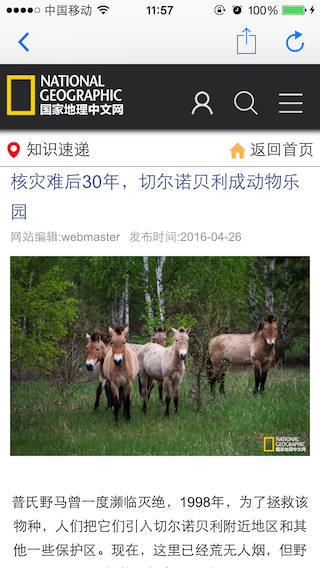 中国移动 11:57 100%
NATIONAL
GEOGRAPHIC
国家地理中文网
知识速递 返回首页
核灾难后30年，切尔诺贝利成动物乐
园
网站编辑:webmaster 发布时间:2016-04-26
NATIONAL
GEOGRAPHIC
国家地理中文网
普氏野马曾一度濒临灭绝，1998年，为了拯救该
物种，人们把它们引入切尔诺贝利附近地区和其
他一些保护区。现在，这里已经荒无人烟，但野